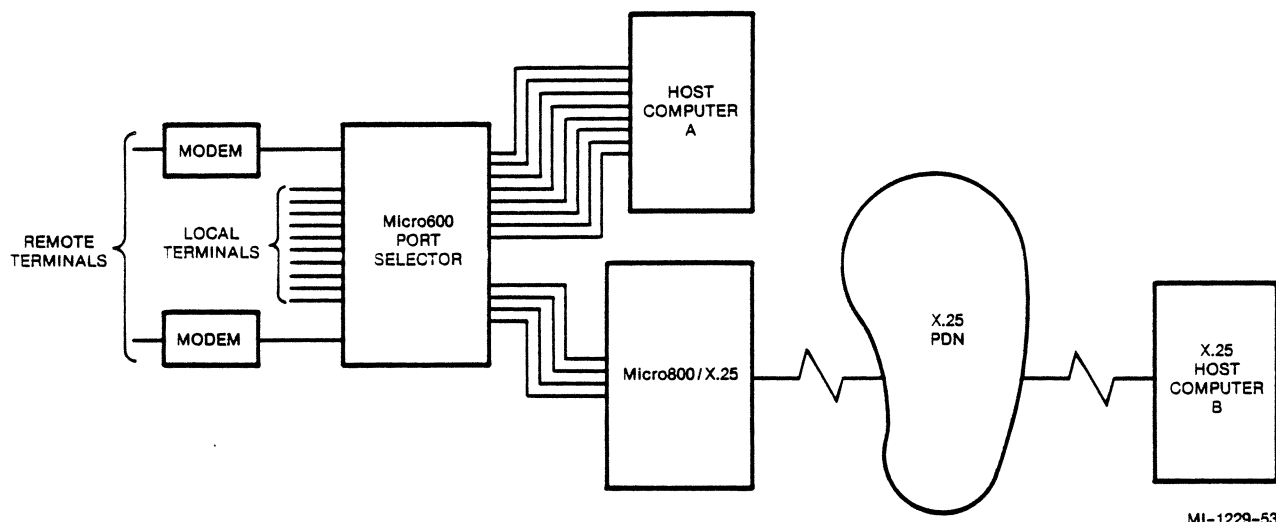 REMOTE
TERMINALS
MODEM
MODEM
LOCAL
TERMINALS
Micro600
PORT
SELECTOR
HOST
COMPUTER
A
Micro800/X.25
X.25
PDN
X.25
HOST
COMPUTER
B
MI-1229-53